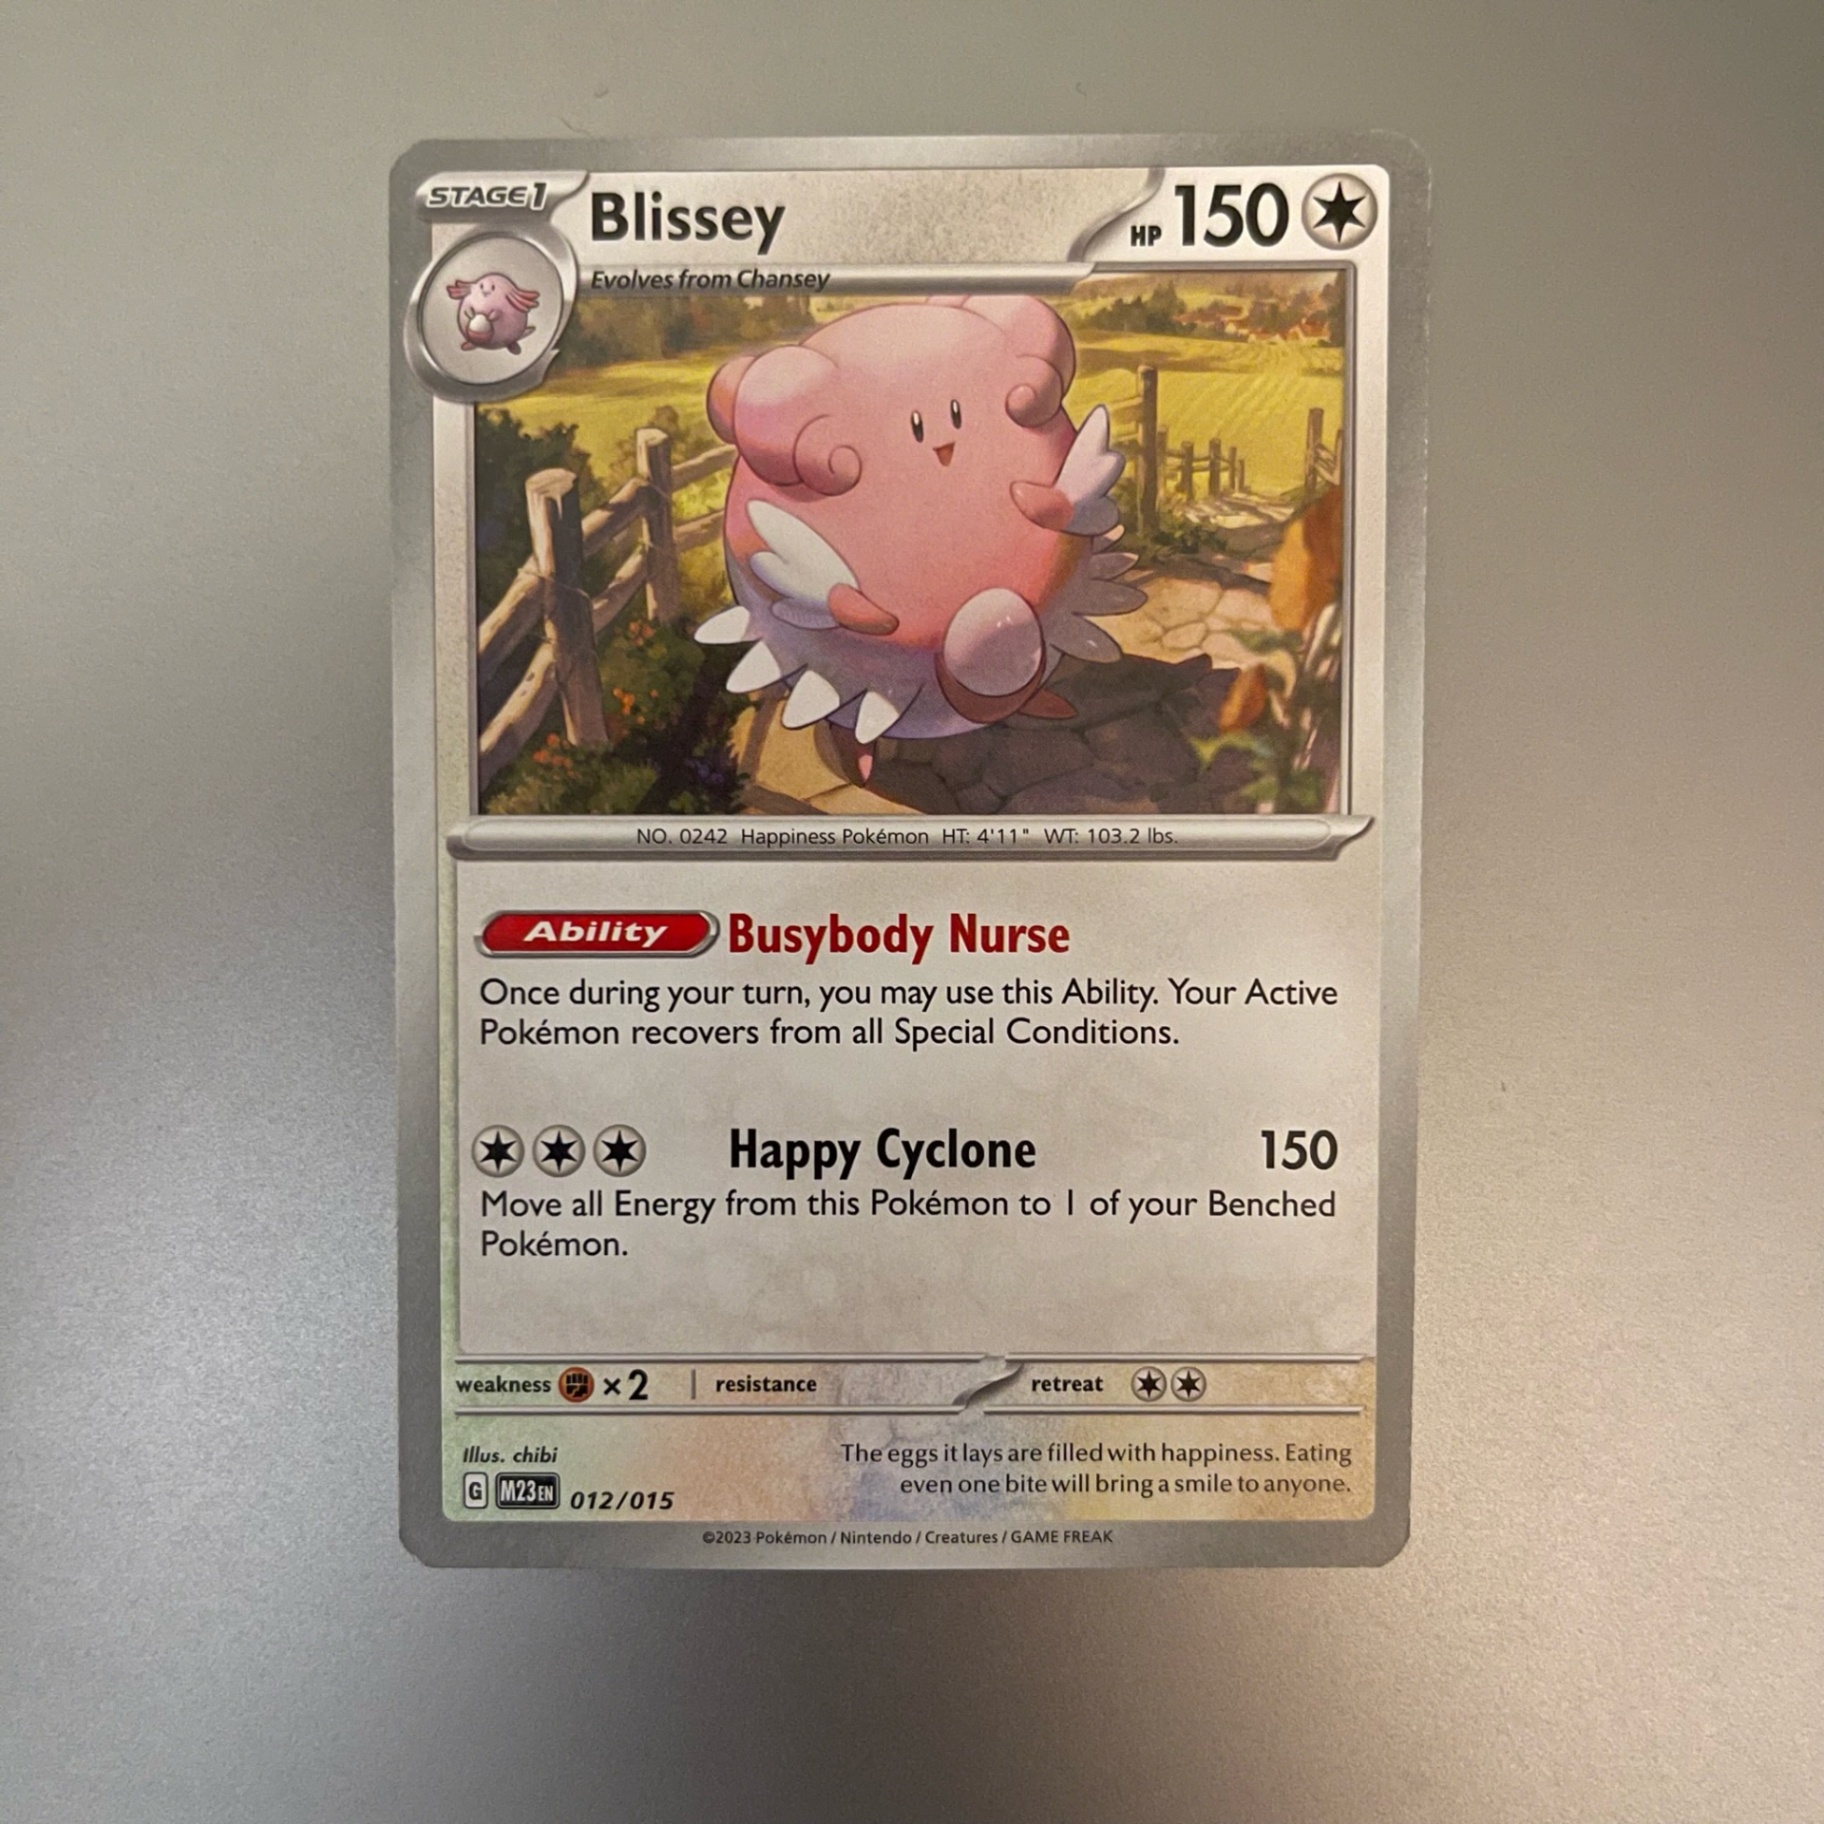 STAGE1
Blissey
HP 150
Evolves from Chansey
NO. 0242 Happiness Pokémon HT: 4'11" WT: 103.2 lbs.
Ability Busybody Nurse
Once during your turn, you may use this Ability. Your Active
Pokémon recovers from all Special Conditions.
Happy Cyclone 150
Move all Energy from this Pokémon to 1 of your Benched
Pokémon.
weakness ×2 | resistance retreat
Illus. chibi
The eggs it lays are filled with happiness. Eating
even one bite will bring a smile to anyone.
G M23 EN 012/015
©2023 Pokémon / Nintendo / Creatures / GAME FREAK